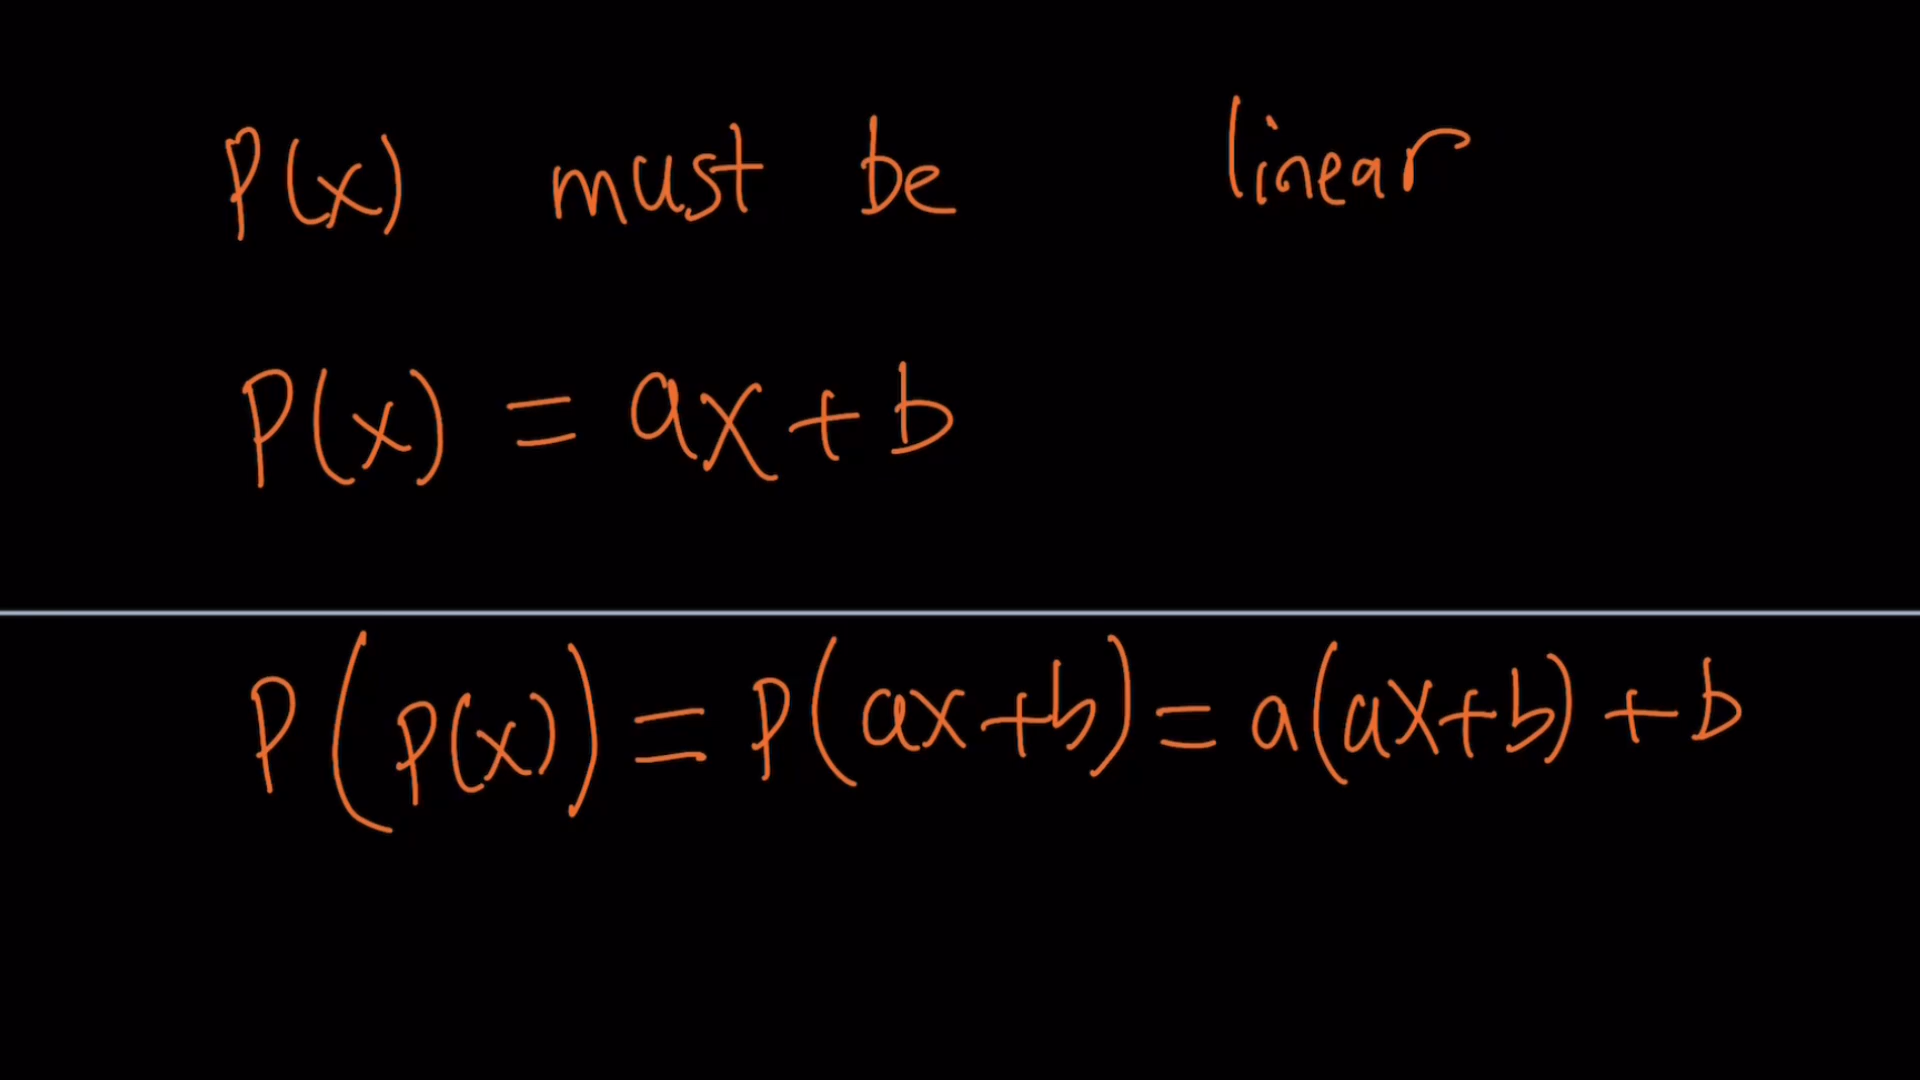 P(x) must be linear
P(x) = ax+b
P(P(x)) = P(ax+b) = a(ax+b) + b